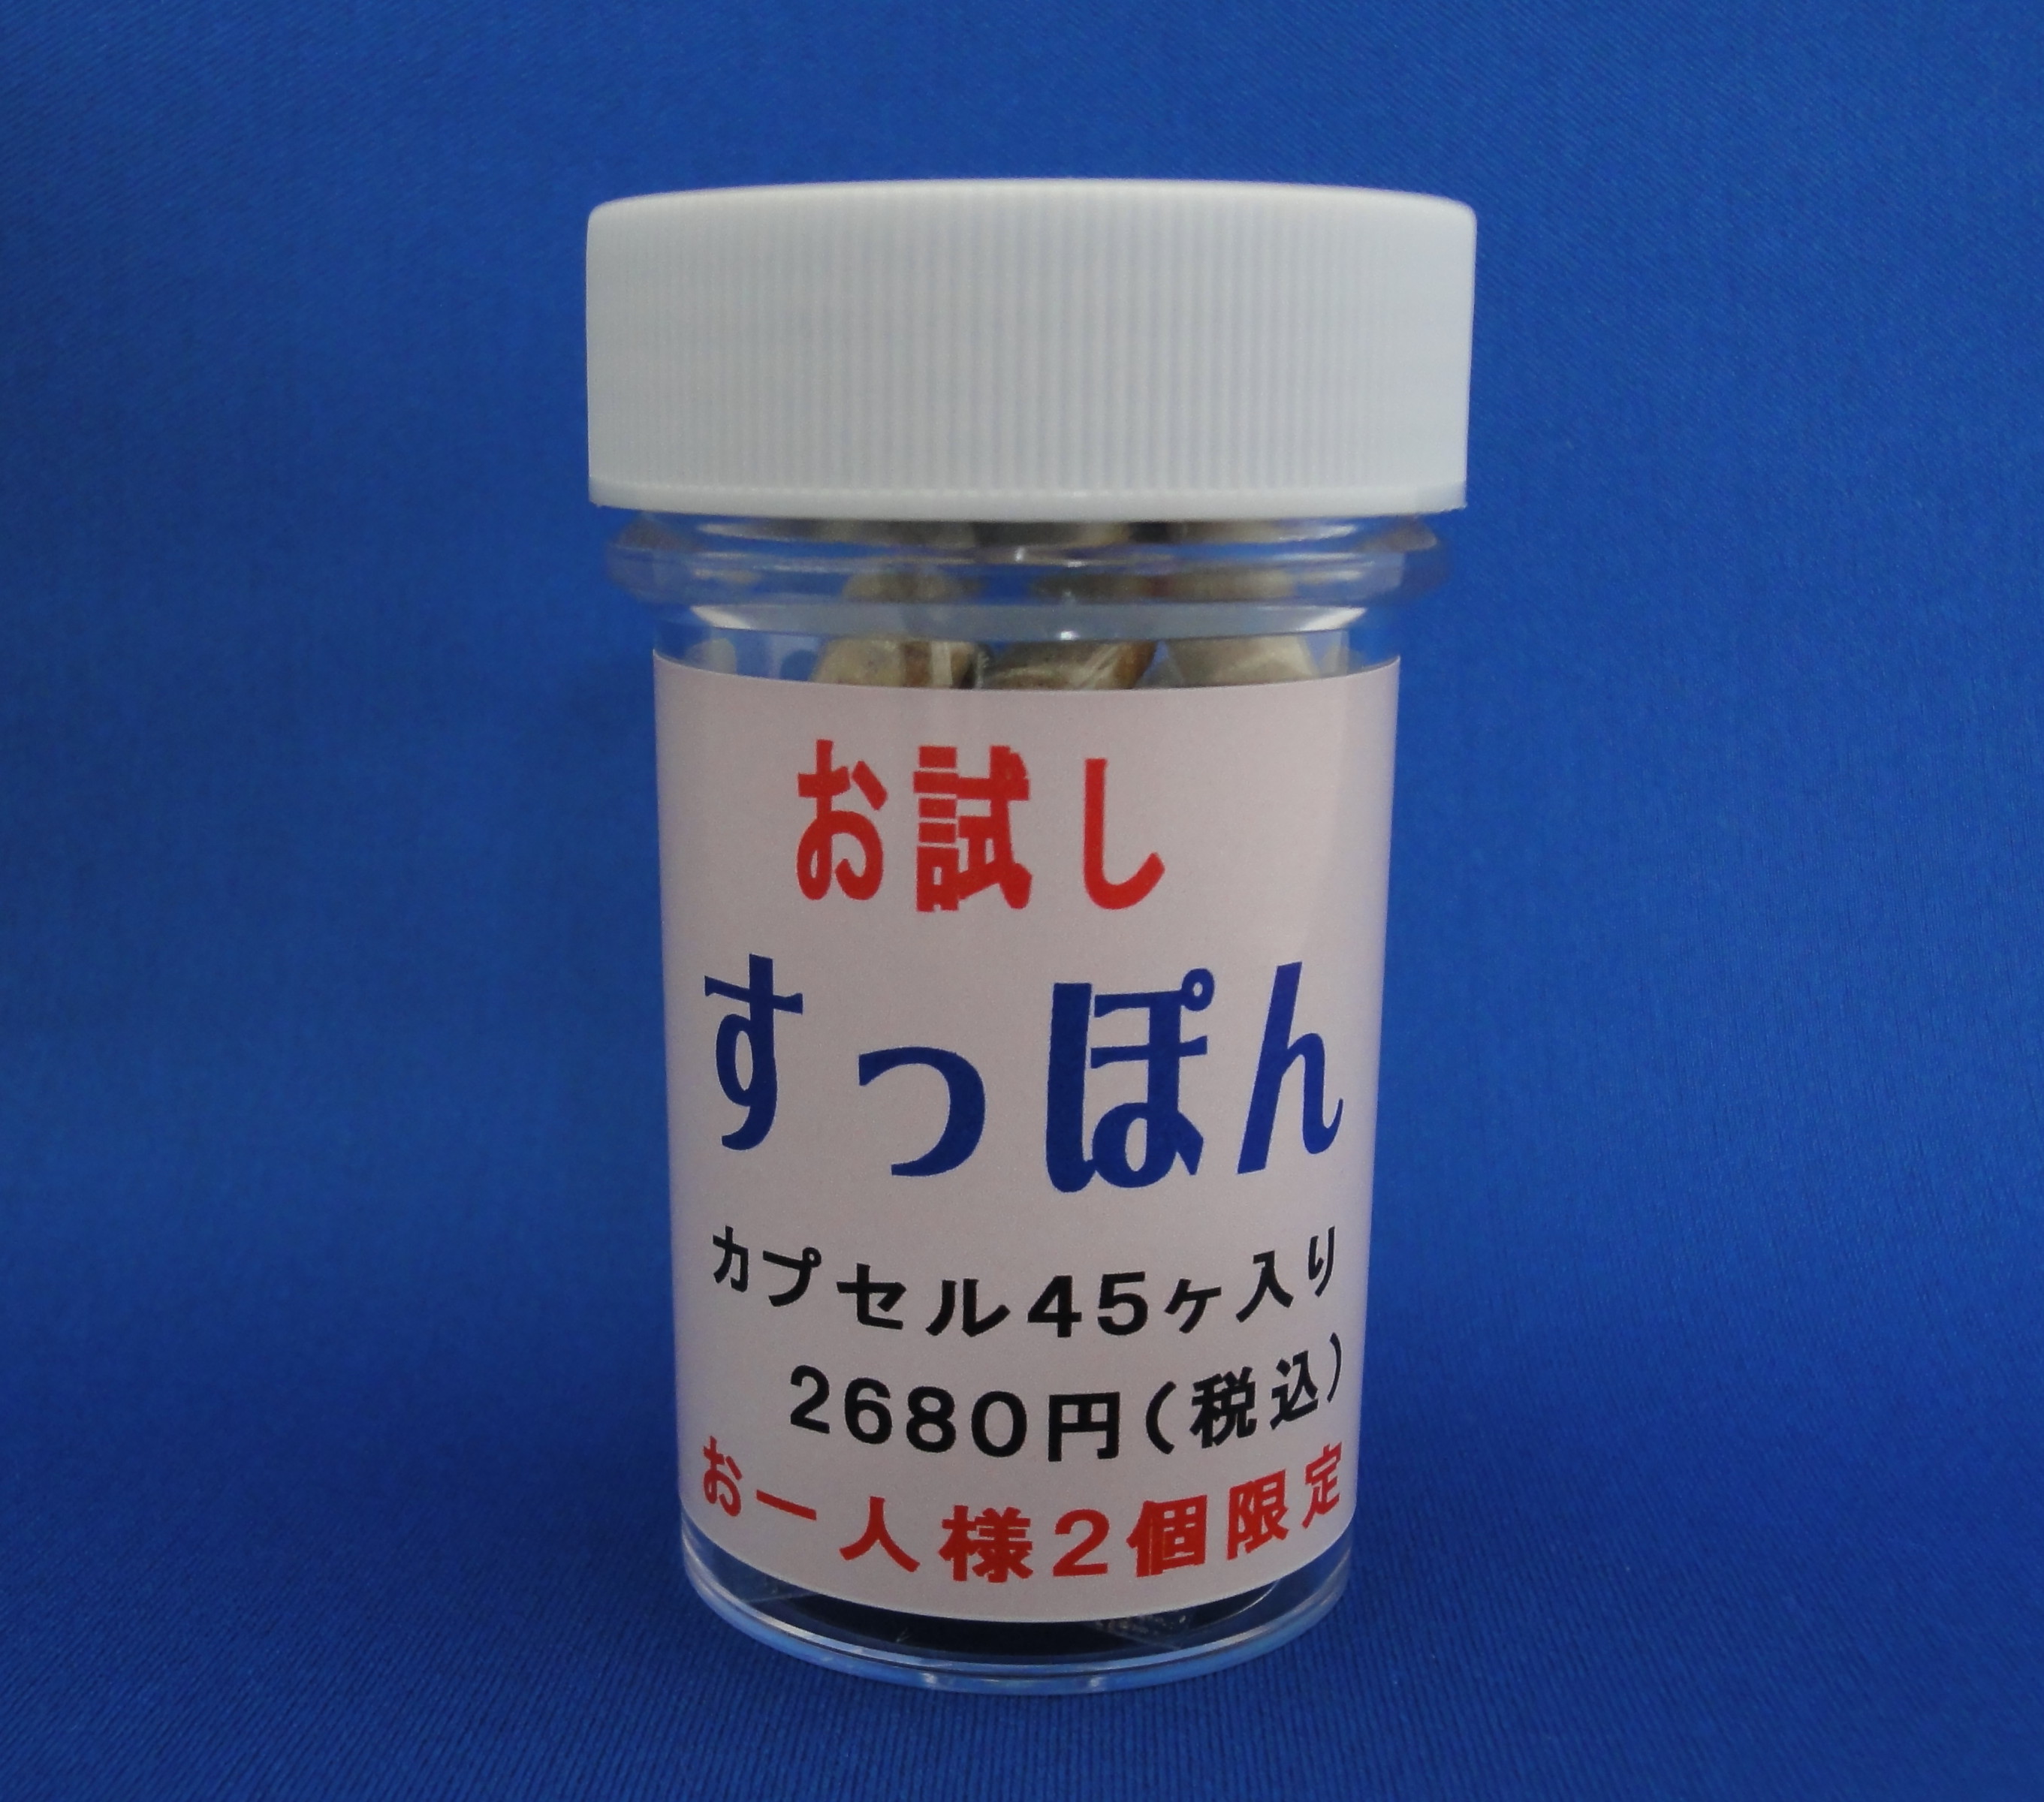 お試し
すっぽん
カプセル45ヶ入り
2680円(税込)
お一人様2個限定